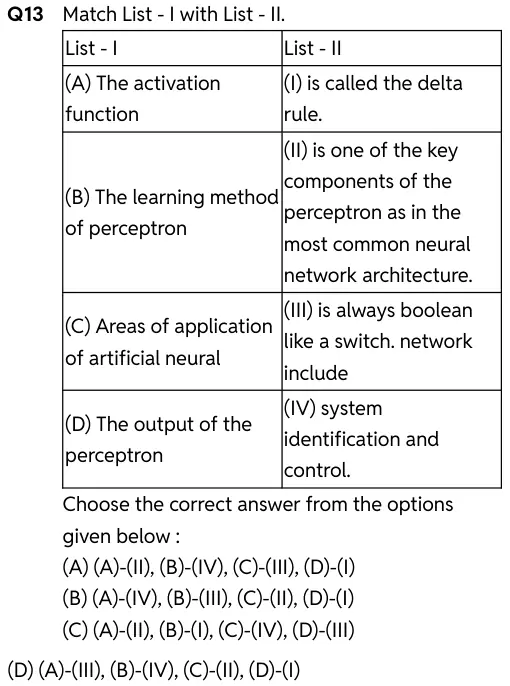 Q13 Match List - I with List - II.
List - I List - II
(A) The activation function
(I) is called the delta rule.
(B) The learning method of perceptron
(II) is one of the key components of the perceptron as in the most common neural network architecture.
(C) Areas of application of artificial neural
(III) is always boolean like a switch. network include
(D) The output of the perceptron
(IV) system identification and control.
Choose the correct answer from the options
given below :
(A) (A)-(II), (B)-(IV), (C)-(III), (D)-(I)
(B) (A)-(IV), (B)-(III), (C)-(II), (D)-(I)
(C) (A)-(II), (B)-(I), (C)-(IV), (D)-(III)
(D) (A)-(III), (B)-(IV), (C)-(II), (D)-(I)